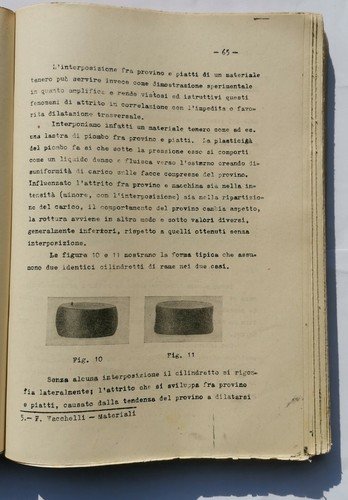 - 65 -
L'interposizione fra provino e piatti di un materiale
tenero può servire invece come dimostrazione sperimentale
in quanto amplifica e rende vistosi ed istruttivi questi
fenomeni di attrito in correlazione con l'impedita e favo-
rita dilatazione trasversale.
Interponiamo infatti un materiale tenero come ad es.
una lastra di piombo fra provino e piatti. La plasticità
del piombo fa sì che sotto la pressione esso si comporti
come un liquido denso e fluisca verso l'esterno creando di-
suniformità di carico sulle facce compresse del provino.
Influenzato l'attrito fra provino e macchina sia nella in-
tensità (minore, con l'interposizione) sia nella ripartizio-
ne del carico, il comportamento del provino cambia aspetto,
la rottura avviene in altro modo e sotto valori diversi,
generalmente inferiori, rispetto a quelli ottenuti senza
interposizione.
Le figure 10 e 11 mostrano la forma tipica che assu-
mono due identici cilindretti di rame nei due casi.
Fig. 10
Fig. 11
Senza alcuna interposizione il cilindretto si rigon-
fia lateralmente; l'attrito che si sviluppa fra provino
e piatti, causato dalla tendenza del provino a dilatarsi
5.- F. Vacchelli - Materiali